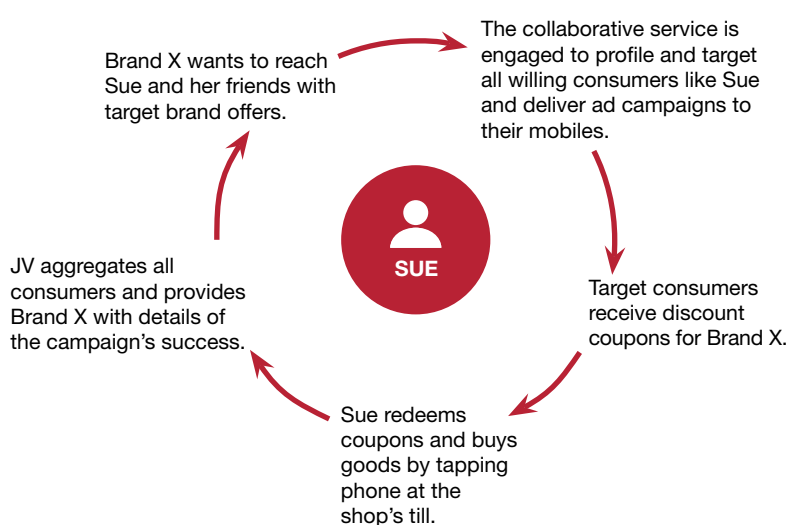 Brand X wants to reach
Sue and her friends with
target brand offers.
The collaborative service is
engaged to profile and target
all willing consumers like Sue
and deliver ad campaigns to
their mobiles.
Target consumers
receive discount
coupons for Brand X.
Sue redeems
coupons and buys
goods by tapping
phone at the
shop’s till.
JV aggregates all
consumers and provides
Brand X with details of
the campaign’s success.
SUE